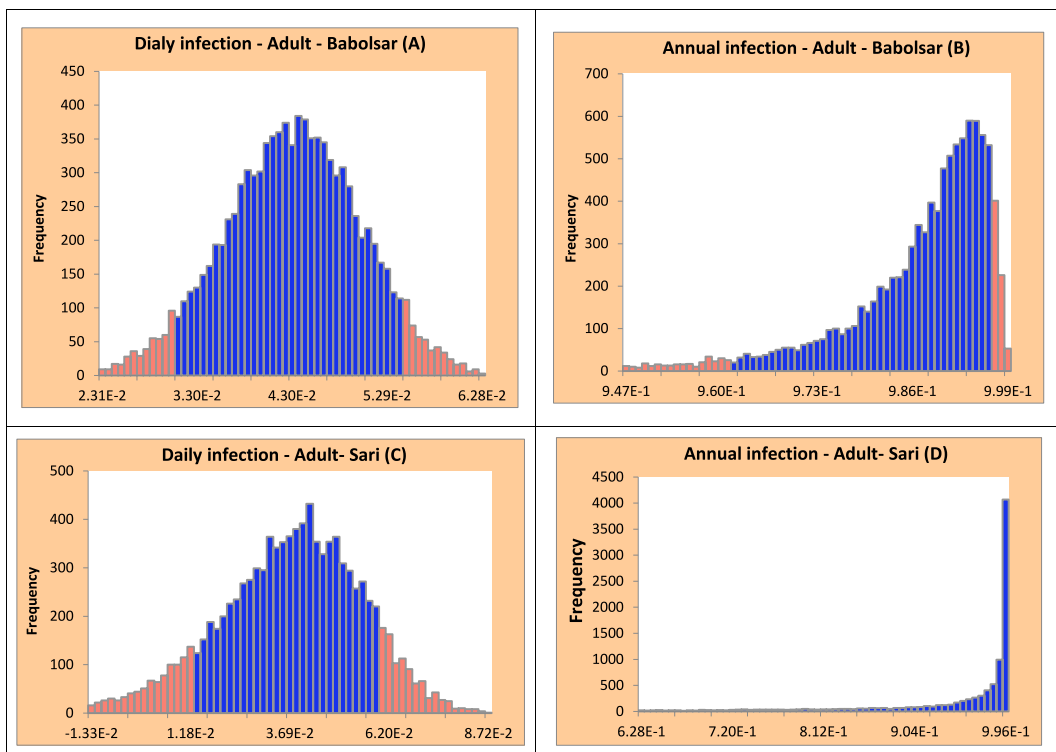 Dialy infection - Adult - Babolsar (A)
450
400
350
300
250
200
150
100
50
0
Frequency
2.31E-2 3.30E-2 4.30E-2 5.29E-2 6.28E-2
Annual infection - Adult - Babolsar (B)
700
600
500
400
300
200
100
0
Frequency
9.47E-1 9.60E-1 9.73E-1 9.86E-1 9.99E-1
Daily infection - Adult- Sari (C)
500
400
300
200
100
0
Frequency
-1.33E-2 1.18E-2 3.69E-2 6.20E-2 8.72E-2
Annual infection - Adult- Sari (D)
4500
4000
3500
3000
2500
2000
1500
1000
500
0
Frequency
6.28E-1 7.20E-1 8.12E-1 9.04E-1 9.96E-1